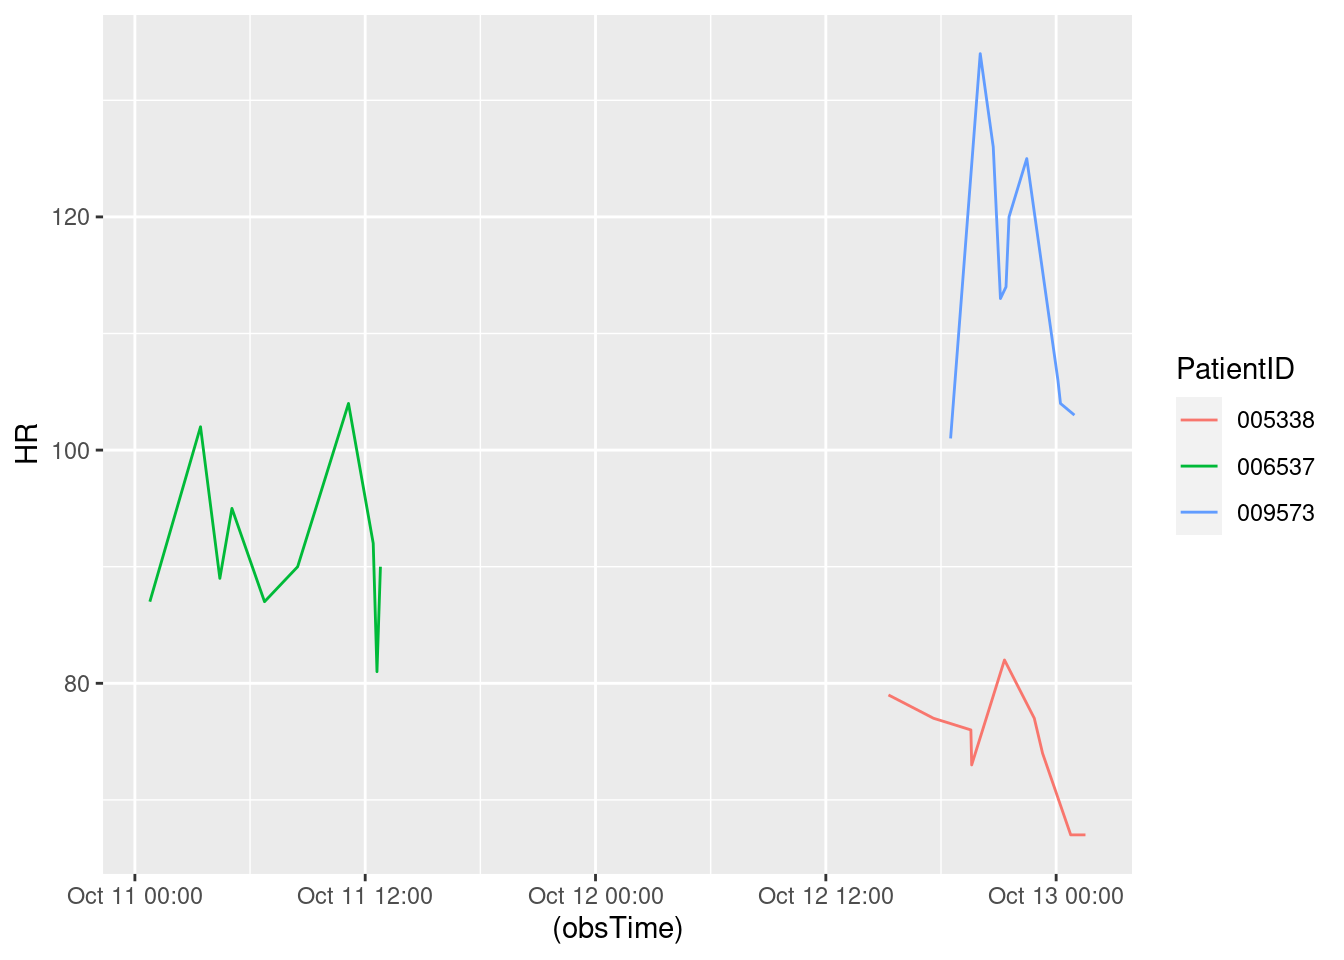 HR
120
100
80
Oct 11 00:00
Oct 11 12:00
Oct 12 00:00
Oct 12 12:00
Oct 13 00:00
(obsTime)
PatientID
005338
006537
009573